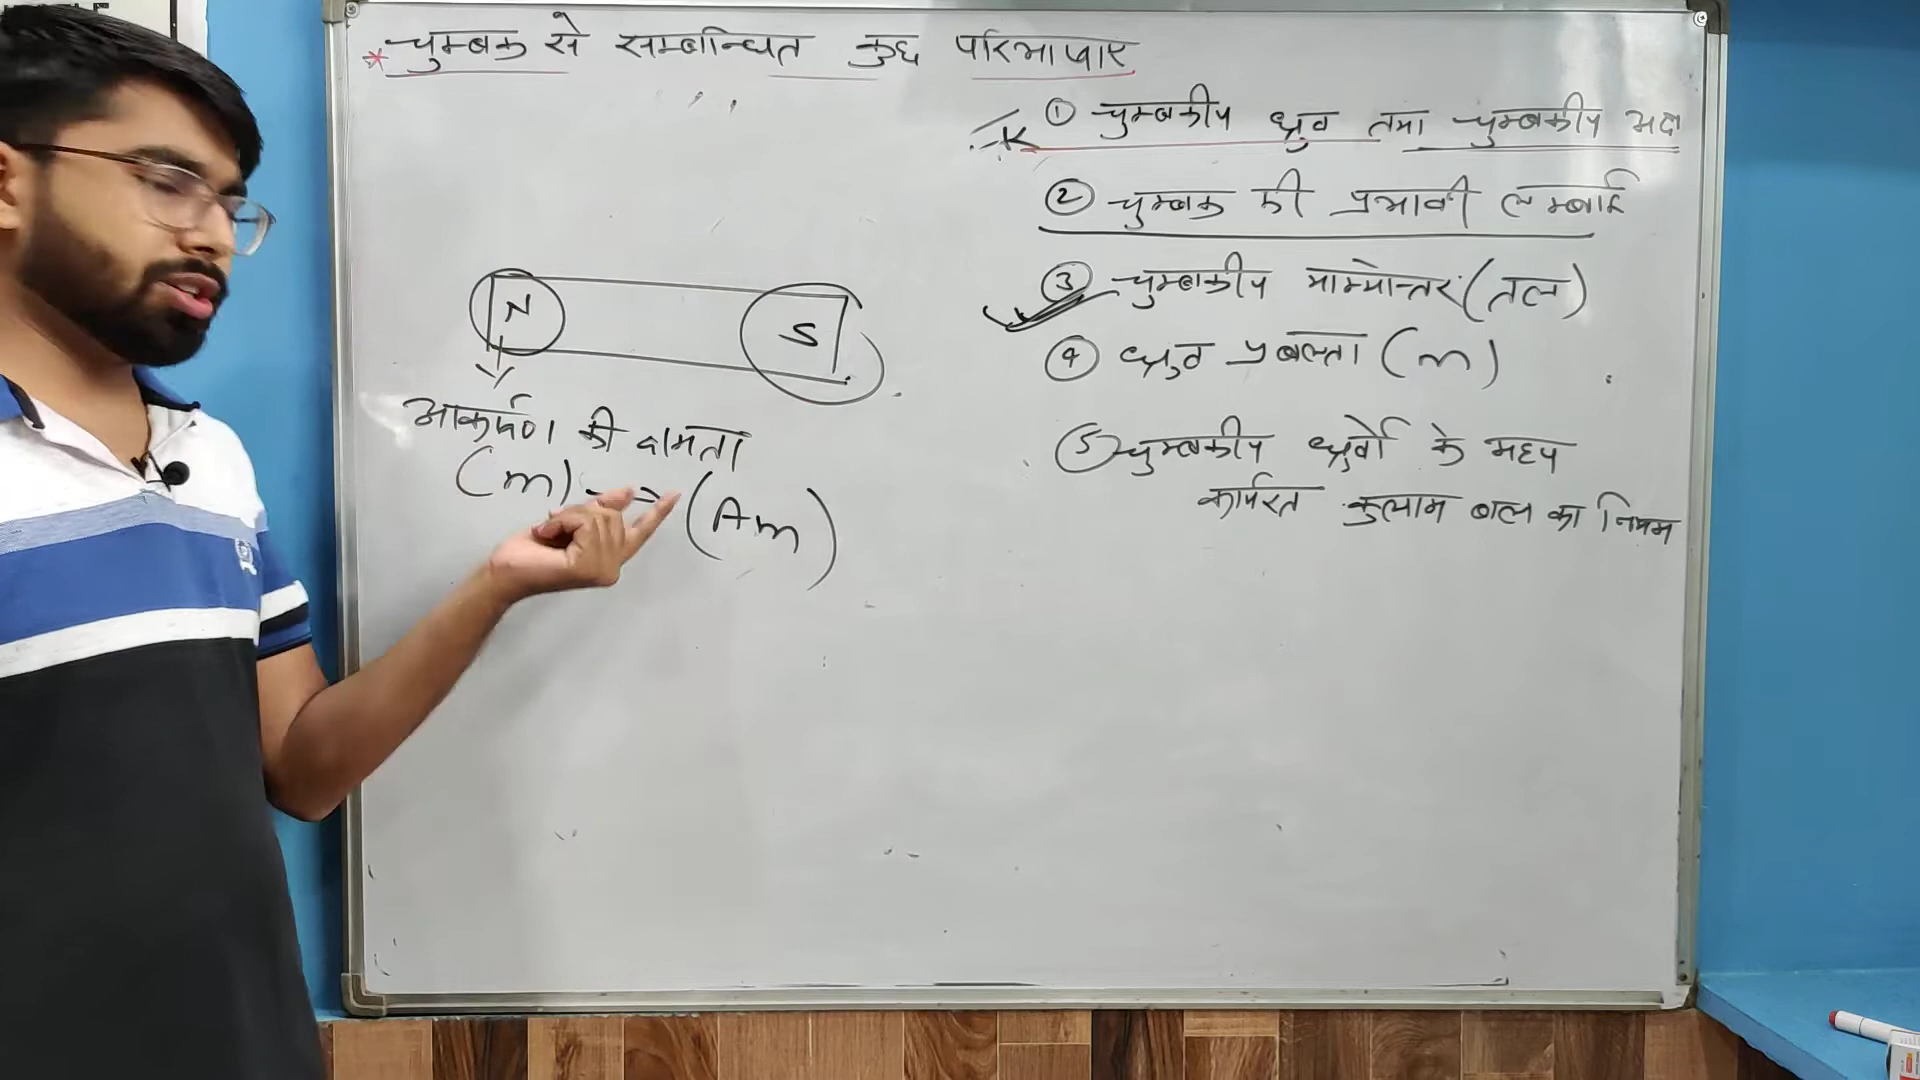 * चुम्बक से सम्बन्धित कुछ परिभाषाए
① चुम्बकीय ध्रुव तथा चुम्बकीय अक्ष
② चुम्बक की प्रभावी लम्बाई
③ चुम्बकीय याम्योत्तर (तल)
④ ध्रुव प्रबलता (m)
⑤ चुम्बकीय ध्रुवों के मध्य
कार्यरत कुलाम बल का नियम
N
S
आकर्षण की क्षमता
(m) → (Am)